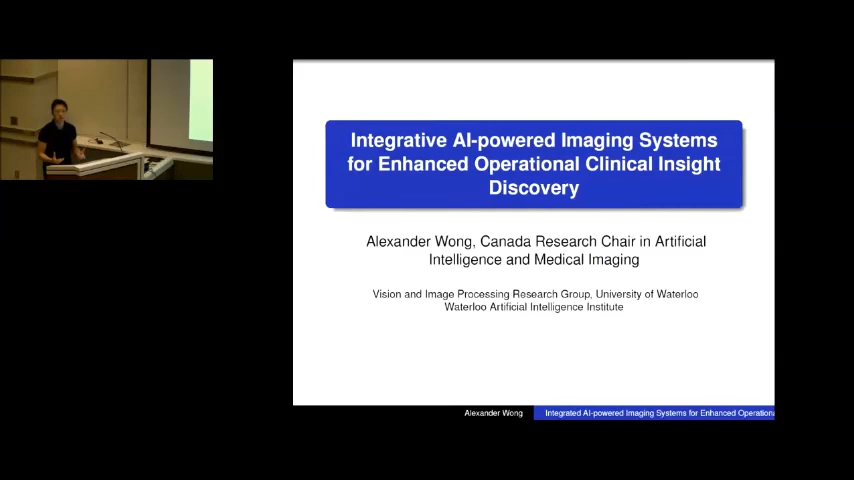 Integrative AI-powered Imaging Systems
for Enhanced Operational Clinical Insight
Discovery
Alexander Wong, Canada Research Chair in Artificial
Intelligence and Medical Imaging
Vision and Image Processing Research Group, University of Waterloo
Waterloo Artificial Intelligence Institute
Alexander Wong
Integrated AI-powered Imaging Systems for Enhanced Operationa